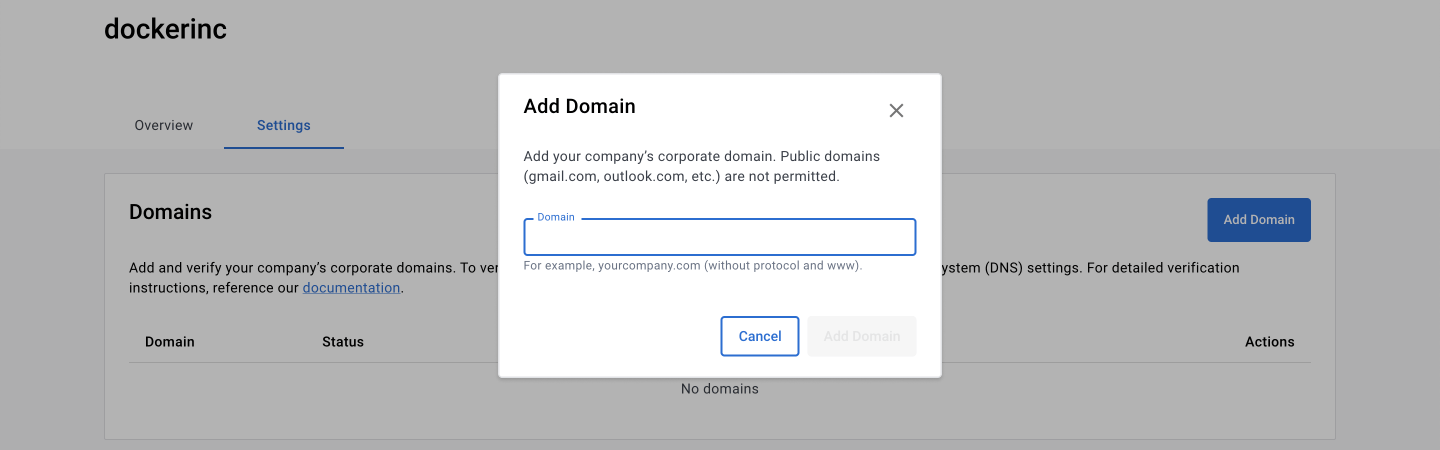 dockerinc
Overview
Settings
Add Domain
Add your company’s corporate domain. Public domains
(gmail.com, outlook.com, etc.) are not permitted.
Domain
For example, yourcompany.com (without protocol and www).
Cancel
Add Domain
Domains
Add Domain
Add and verify your company’s corporate domains. To ystem (DNS) settings. For detailed verification
instructions, reference our documentation.
Domain
Status
Actions
No domains